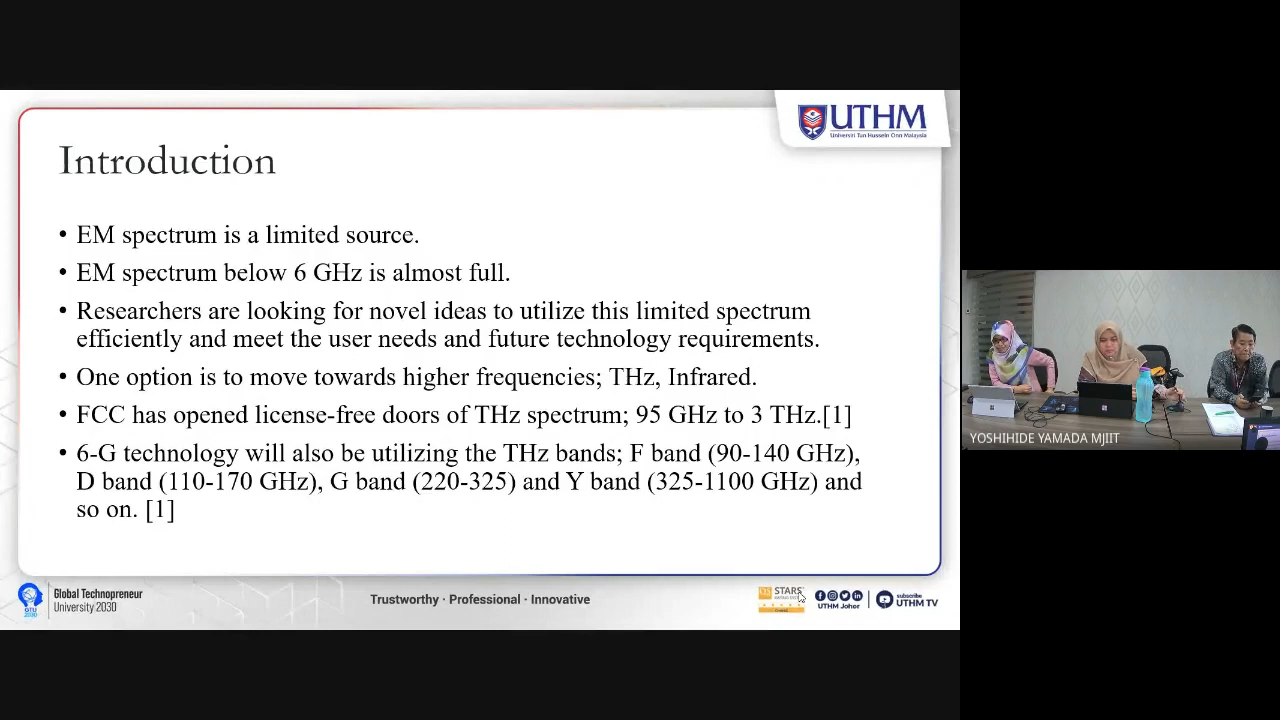 UTHM
Universiti Tun Hussein Onn Malaysia
Introduction
• EM spectrum is a limited source.
• EM spectrum below 6 GHz is almost full.
• Researchers are looking for novel ideas to utilize this limited spectrum
efficiently and meet the user needs and future technology requirements.
• One option is to move towards higher frequencies; THz, Infrared.
• FCC has opened license-free doors of THz spectrum; 95 GHz to 3 THz.[1]
• 6-G technology will also be utilizing the THz bands; F band (90-140 GHz),
D band (110-170 GHz), G band (220-325) and Y band (325-1100 GHz) and
so on. [1]
Global Technopreneur
University 2030
Trustworthy · Professional · Innovative
STARS
UTHM Johor
subscribe
UTHM TV
YOSHIHIDE YAMADA MJIIT